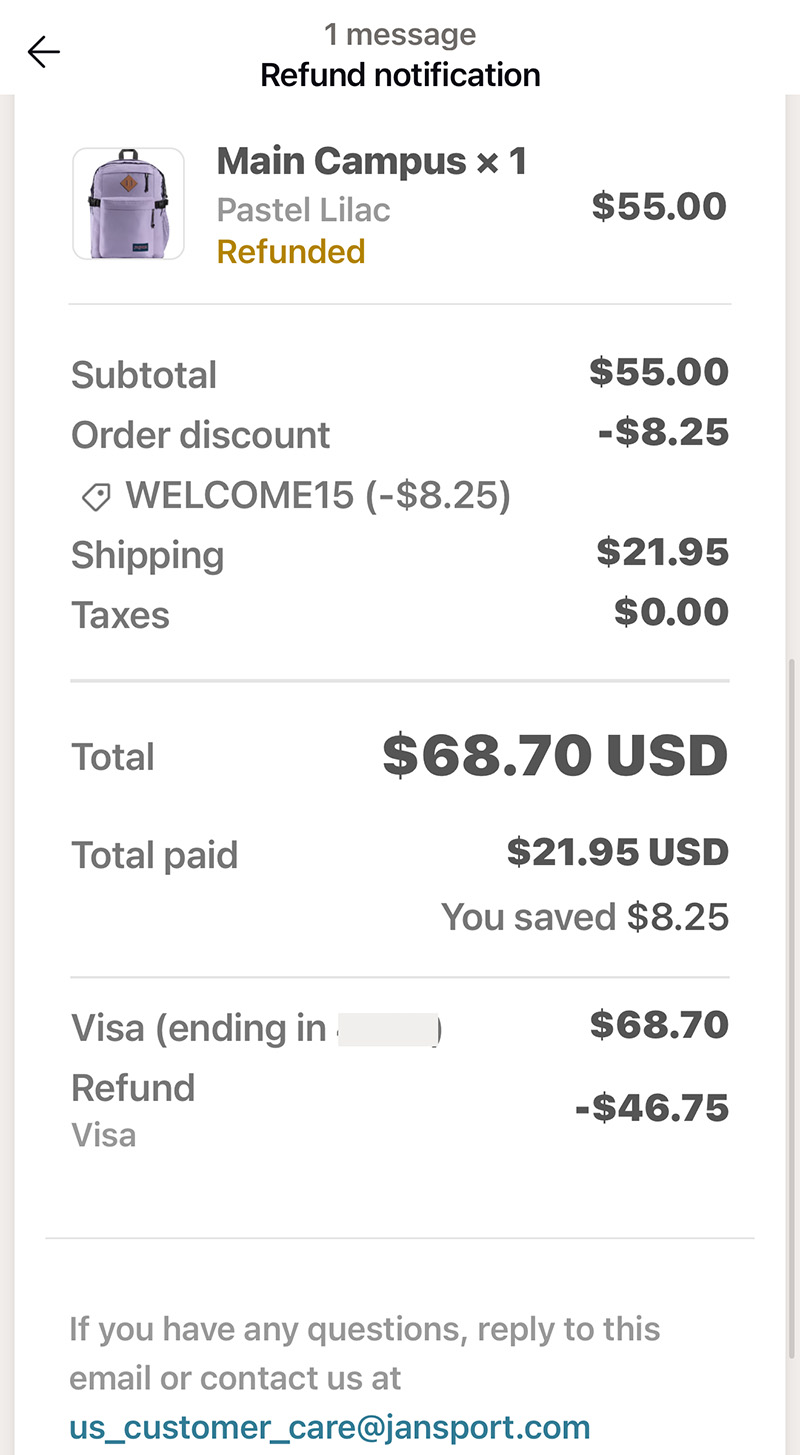 1 message
Refund notification
Main Campus × 1
Pastel Lilac
$55.00
Refunded
Subtotal $55.00
Order discount -$8.25
WELCOME15 (-$8.25)
Shipping $21.95
Taxes $0.00
Total $68.70 USD
Total paid $21.95 USD
You saved $8.25
Visa (ending in ) $68.70
Refund
-$46.75
Visa
If you have any questions, reply to this
email or contact us at
us_customer_care@jansport.com